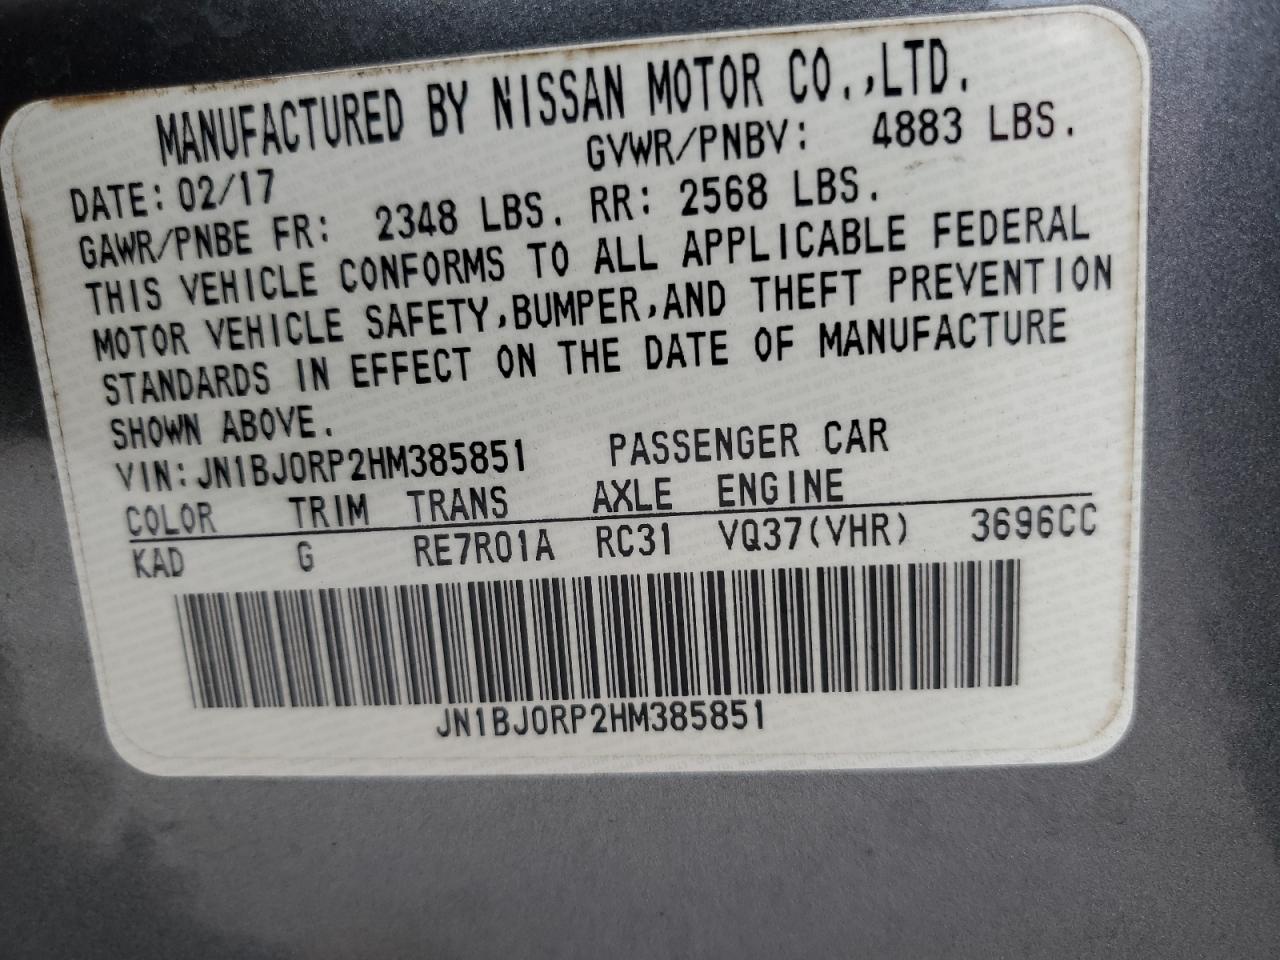 MANUFACTURED BY NISSAN MOTOR CO.,LTD.
DATE: 02/17 GVWR/PNBV: 4883 LBS.
GAWR/PNBE FR: 2348 LBS. RR: 2568 LBS.
THIS VEHICLE CONFORMS TO ALL APPLICABLE FEDERAL
MOTOR VEHICLE SAFETY,BUMPER,AND THEFT PREVENTION
STANDARDS IN EFFECT ON THE DATE OF MANUFACTURE
SHOWN ABOVE.
VIN: JN1BJ0RP2HM385851 PASSENGER CAR
COLOR TRIM TRANS AXLE ENGINE
KAD G RE7R01A RC31 VQ37(VHR) 3696CC
JN1BJ0RP2HM385851